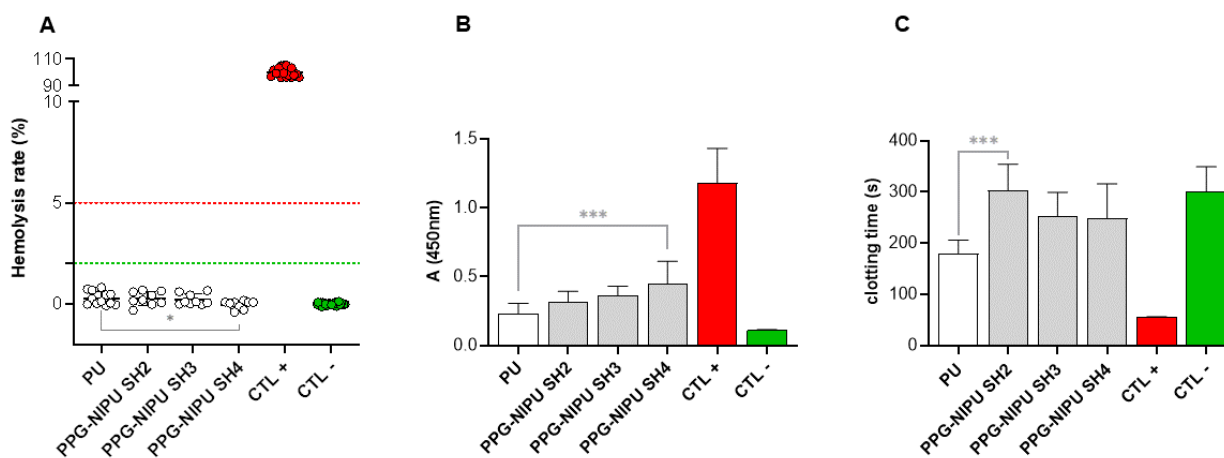 A
Hemolysis rate (%)
110
90
10
5
0
*
PU
PPG-NIPU SH2
PPG-NIPU SH3
PPG-NIPU SH4
CTL +
CTL -
B
A (450nm)
1.5
1.0
0.5
0.0
***
PU
PPG-NIPU SH2
PPG-NIPU SH3
PPG-NIPU SH4
CTL +
CTL -
C
clotting time (s)
400
300
200
100
0
***
PU
PPG-NIPU SH2
PPG-NIPU SH3
PPG-NIPU SH4
CTL +
CTL -